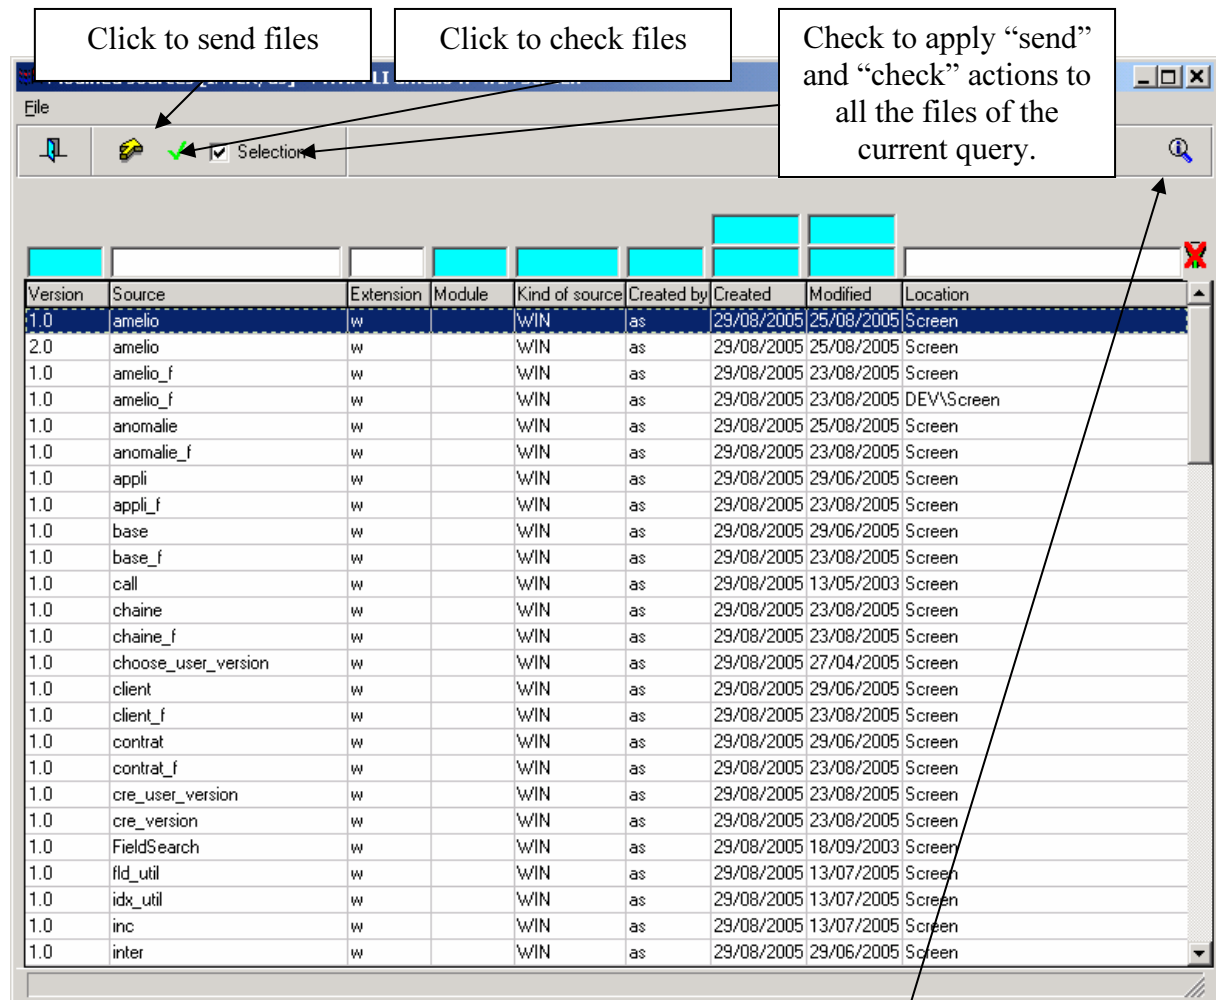 Click to send files
Click to check files
Check to apply “send”
and “check” actions to
all the files of the
current query.
File
Selection
Version Source Extension Module Kind of source Created by Created Modified Location
1.0 amelio w WIN as 29/08/2005 25/08/2005 Screen
2.0 amelio w WIN as 29/08/2005 25/08/2005 Screen
1.0 amelio_f w WIN as 29/08/2005 23/08/2005 Screen
1.0 amelio_f w WIN as 29/08/2005 23/08/2005 DEV\Screen
1.0 anomalie w WIN as 29/08/2005 25/08/2005 Screen
1.0 anomalie_f w WIN as 29/08/2005 23/08/2005 Screen
1.0 appli w WIN as 29/08/2005 29/06/2005 Screen
1.0 appli_f w WIN as 29/08/2005 23/08/2005 Screen
1.0 base w WIN as 29/08/2005 29/06/2005 Screen
1.0 base_f w WIN as 29/08/2005 23/08/2005 Screen
1.0 call w WIN as 29/08/2005 13/05/2003 Screen
1.0 chaine w WIN as 29/08/2005 23/08/2005 Screen
1.0 chaine_f w WIN as 29/08/2005 23/08/2005 Screen
1.0 choose_user_version w WIN as 29/08/2005 27/04/2005 Screen
1.0 client w WIN as 29/08/2005 29/06/2005 Screen
1.0 client_f w WIN as 29/08/2005 23/08/2005 Screen
1.0 contrat w WIN as 29/08/2005 29/06/2005 Screen
1.0 contrat_f w WIN as 29/08/2005 23/08/2005 Screen
1.0 cre_user_version w WIN as 29/08/2005 23/08/2005 Screen
1.0 cre_version w WIN as 29/08/2005 23/08/2005 Screen
1.0 FieldSearch w WIN as 29/08/2005 18/09/2003 Screen
1.0 fld_util w WIN as 29/08/2005 13/07/2005 Screen
1.0 idx_util w WIN as 29/08/2005 13/07/2005 Screen
1.0 inc w WIN as 29/08/2005 13/07/2005 Screen
1.0 inter w WIN as 29/08/2005 29/06/2005 Screen